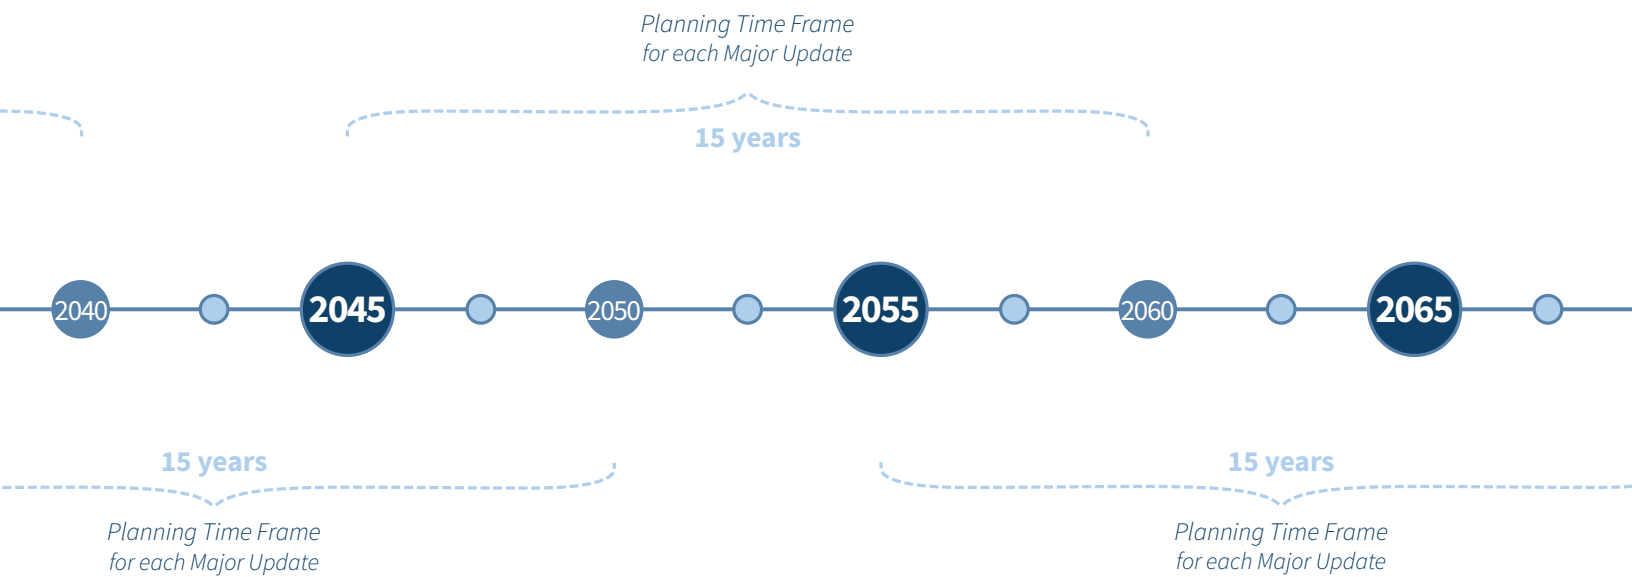 Planning Time Frame
for each Major Update
15 years
2040
2045
2050
2055
2060
2065
15 years
Planning Time Frame
for each Major Update
15 years
Planning Time Frame
for each Major Update